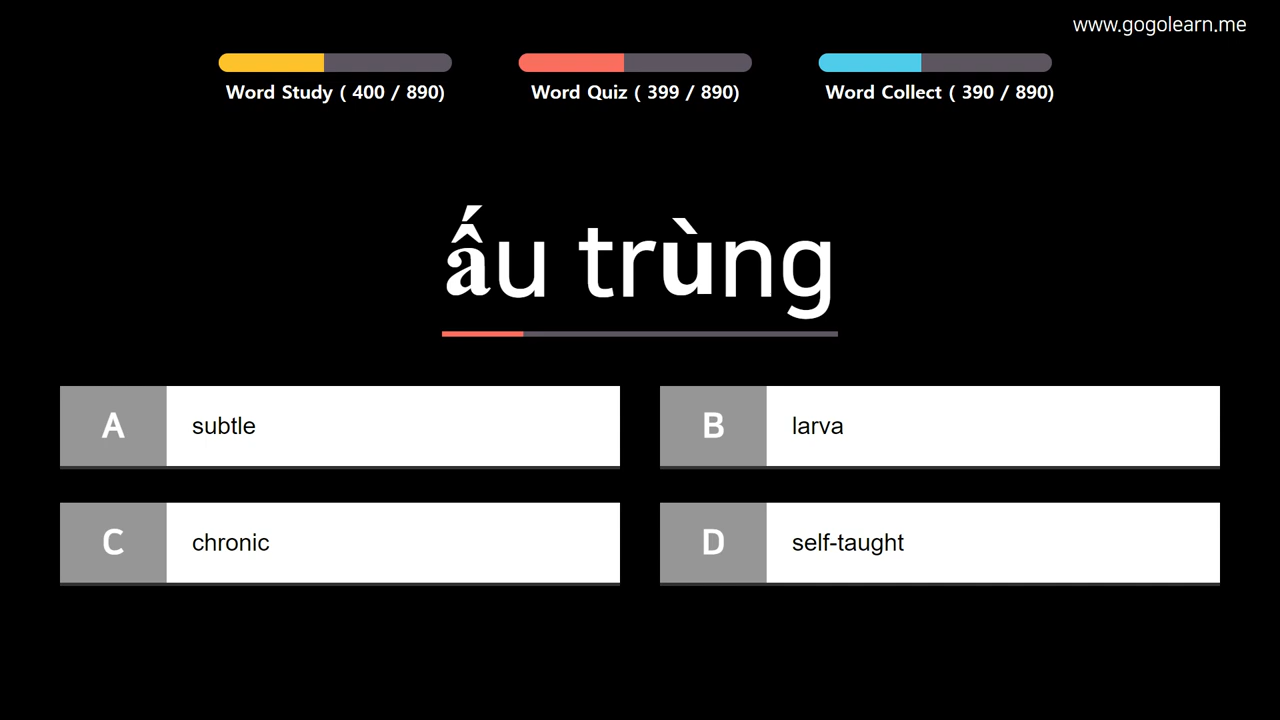 www.gogolearn.me
Word Study ( 400 / 890)
Word Quiz ( 399 / 890)
Word Collect ( 390 / 890)
ấu trùng
A
subtle
B
larva
C
chronic
D
self-taught